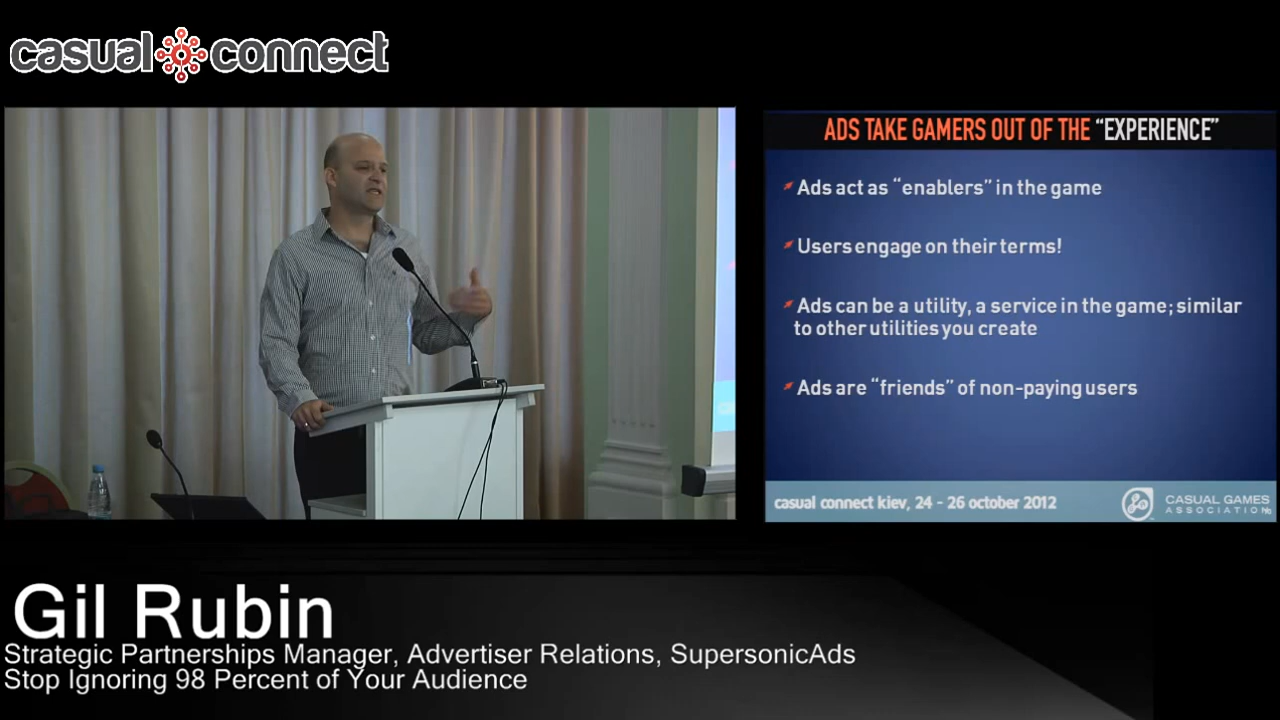 casual connect
ADS TAKE GAMERS OUT OF THE “EXPERIENCE”
Ads act as “enablers” in the game
Users engage on their terms!
Ads can be a utility, a service in the game; similar
to other utilities you create
Ads are “friends” of non-paying users
casual connect kiev, 24 - 26 october 2012
CASUAL GAMES
ASSOCIATION
Gil Rubin
Strategic Partnerships Manager, Advertiser Relations, SupersonicAds
Stop Ignoring 98 Percent of Your Audience